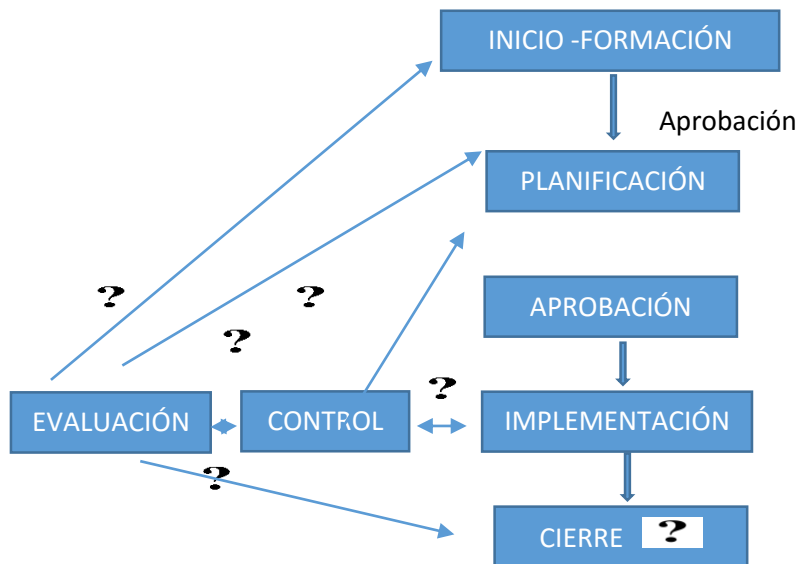 INICIO -FORMACIÓN
Aprobación
PLANIFICACIÓN
?
?
APROBACIÓN
?
?
EVALUACIÓN
CONTROL
IMPLEMENTACIÓN
?
CIERRE ?